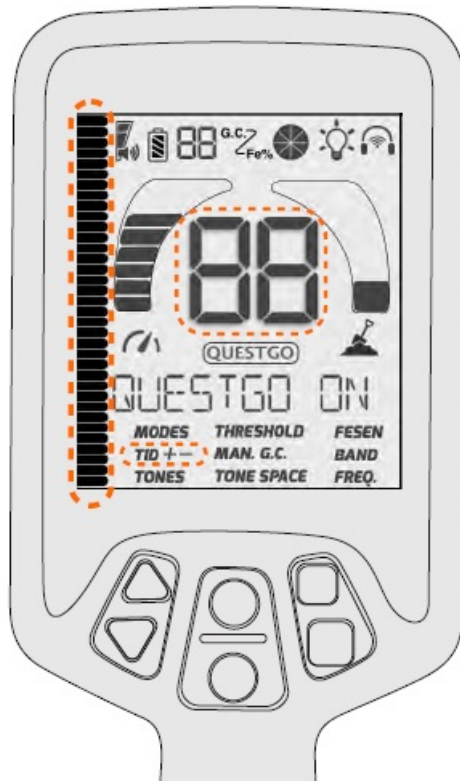 88 G.C. Fe%
88
QUESTGO
QUESTGO ON
MODES THRESHOLD FESEN
TID +- MAN. G.C. BAND
TONES TONE SPACE FREQ.